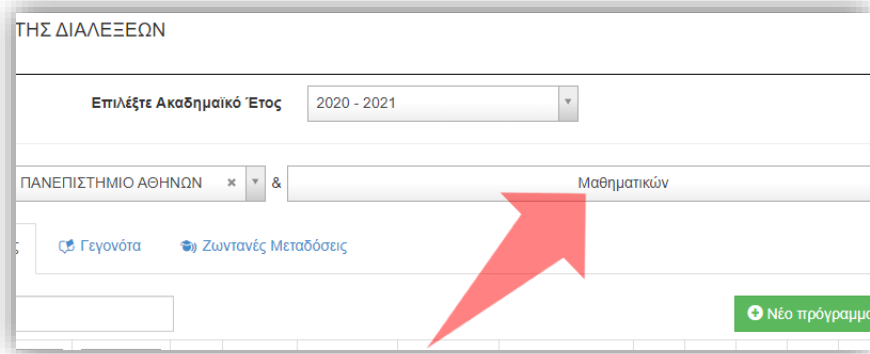 ΤΗΣ ΔΙΑΛΕΞΕΩΝ
Επιλέξτε Ακαδημαϊκό Έτος 2020 - 2021
ΠΑΝΕΠΙΣΤΗΜΙΟ ΑΘΗΝΩΝ × & Μαθηματικών
ς Γεγονότα Ζωντανές Μεταδόσεις
Νέο πρόγραμμα